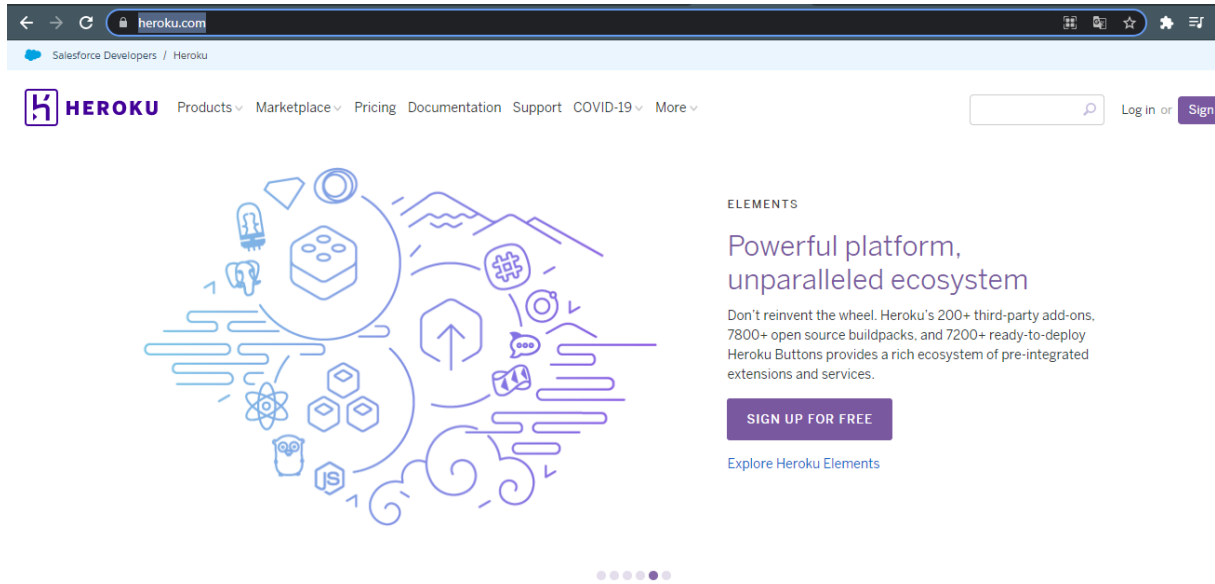 heroku.com
Salesforce Developers / Heroku
HEROKU Products Marketplace Pricing Documentation Support COVID-19 More Log in or Sign
ELEMENTS
Powerful platform,
unparalleled ecosystem
Don't reinvent the wheel. Heroku's 200+ third-party add-ons,
7800+ open source buildpacks, and 7200+ ready-to-deploy
Heroku Buttons provides a rich ecosystem of pre-integrated
extensions and services.
SIGN UP FOR FREE
Explore Heroku Elements
JS